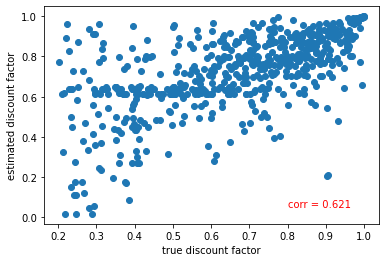 1.0
0.8
0.6
0.4
0.2
0.0
estimated discount factor
corr = 0.621
0.2 0.3 0.4 0.5 0.6 0.7 0.8 0.9 1.0
true discount factor